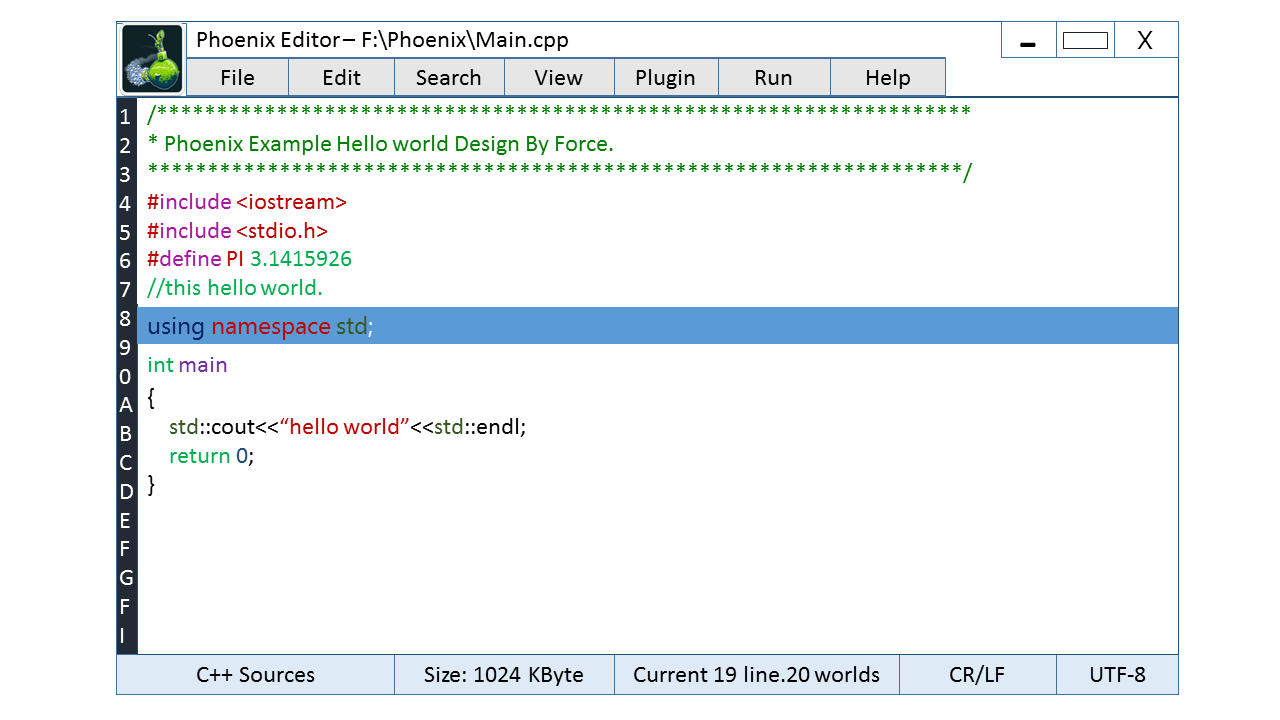 Phoenix Editor – F:\Phoenix\Main.cpp
X
File Edit Search View Plugin Run Help
1 /********************************************************************
2 * Phoenix Example Hello world Design By Force.
3 ********************************************************************/
4 #include <iostream>
5 #include <stdio.h>
6 #define PI 3.1415926
7 //this hello world.
8 using namespace std;
9 int main
0 {
A
B std::cout<<“hello world”<<std::endl;
C return 0;
D }
E
F
G
F
I
C++ Sources Size: 1024 KByte Current 19 line.20 worlds CR/LF UTF-8